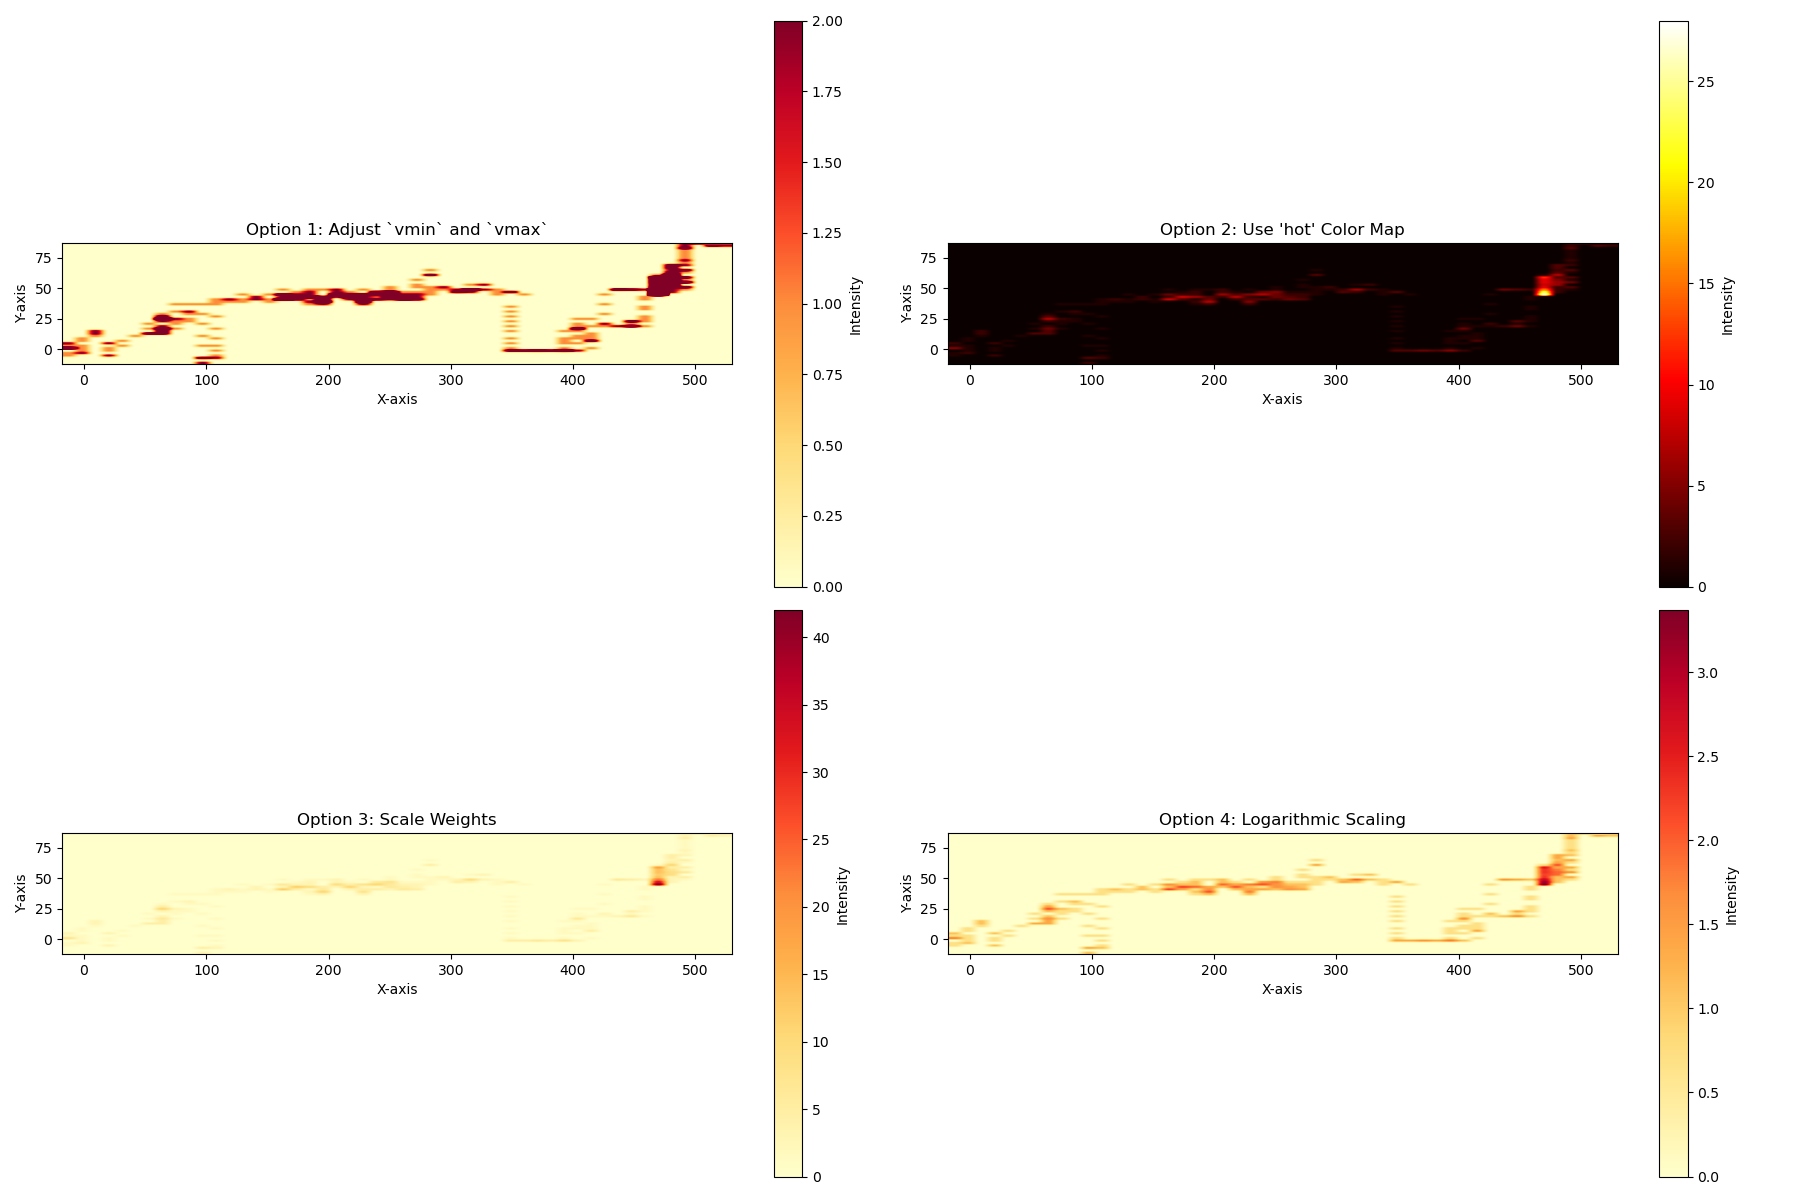 Option 1: Adjust `vmin` and `vmax`
Y-axis
75
50
25
0
0 100 200 300 400 500
X-axis
2.00
1.75
1.50
1.25
1.00
0.75
0.50
0.25
0.00
Intensity
Option 2: Use 'hot' Color Map
Y-axis
75
50
25
0
0 100 200 300 400 500
X-axis
25
20
15
10
5
0
Intensity
Option 3: Scale Weights
Y-axis
75
50
25
0
0 100 200 300 400 500
X-axis
40
35
30
25
20
15
10
5
0
Intensity
Option 4: Logarithmic Scaling
Y-axis
75
50
25
0
0 100 200 300 400 500
X-axis
3.0
2.5
2.0
1.5
1.0
0.5
0.0
Intensity